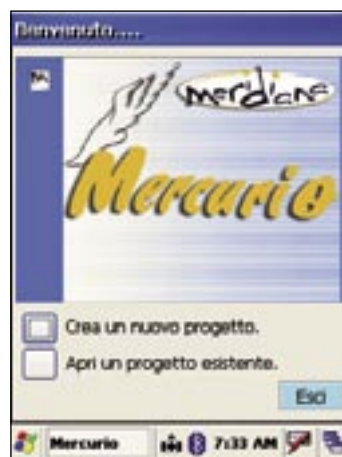 Benvenuto....
Meridiana
Mercurio
Crea un nuovo progetto.
Apri un progetto esistente.
Esci
Mercurio 7:33 AM